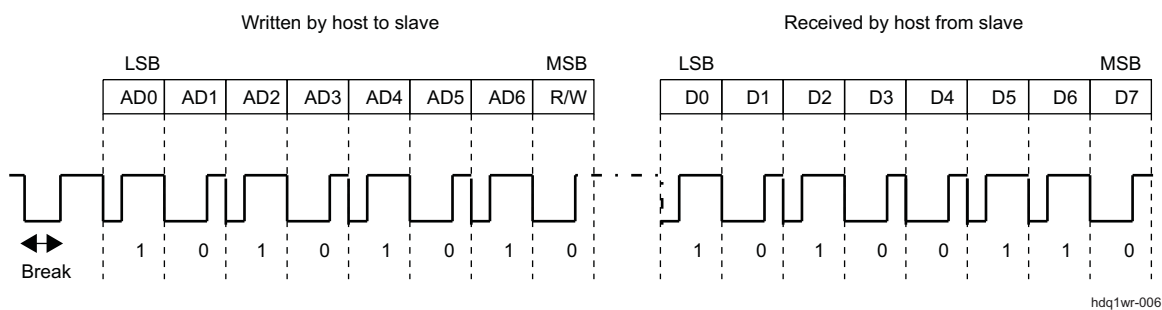 Written by host to slave Received by host from slave
LSB MSB LSB MSB
AD0 AD1 AD2 AD3 AD4 AD5 AD6 R/W D0 D1 D2 D3 D4 D5 D6 D7
1 0 1 0 1 0 1 0 1 0 1 0 0 1 1 0
Break
hdq1wr-006